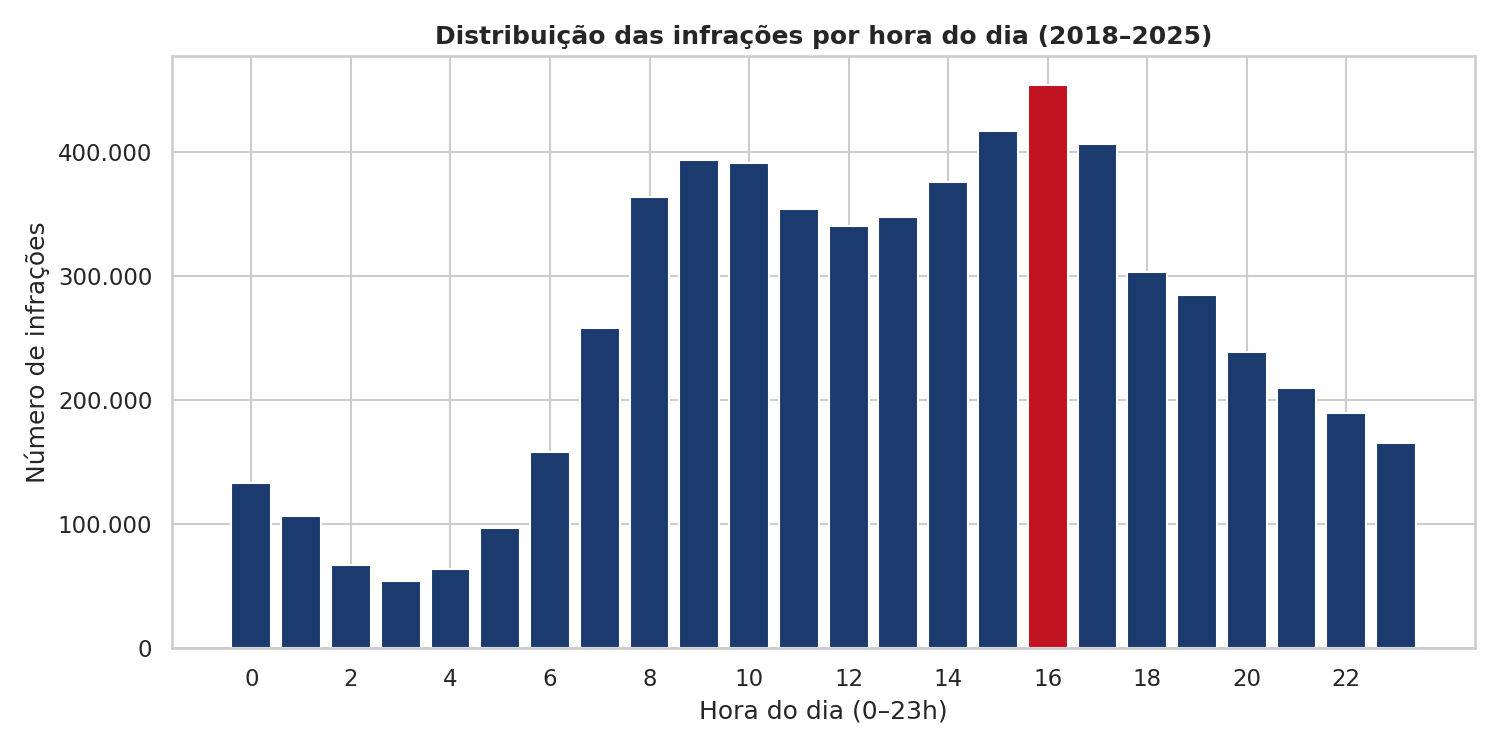 Distribuição das infrações por hora do dia (2018–2025)
Número de infrações
400.000
300.000
200.000
100.000
0
0 2 4 6 8 10 12 14 16 18 20 22
Hora do dia (0–23h)